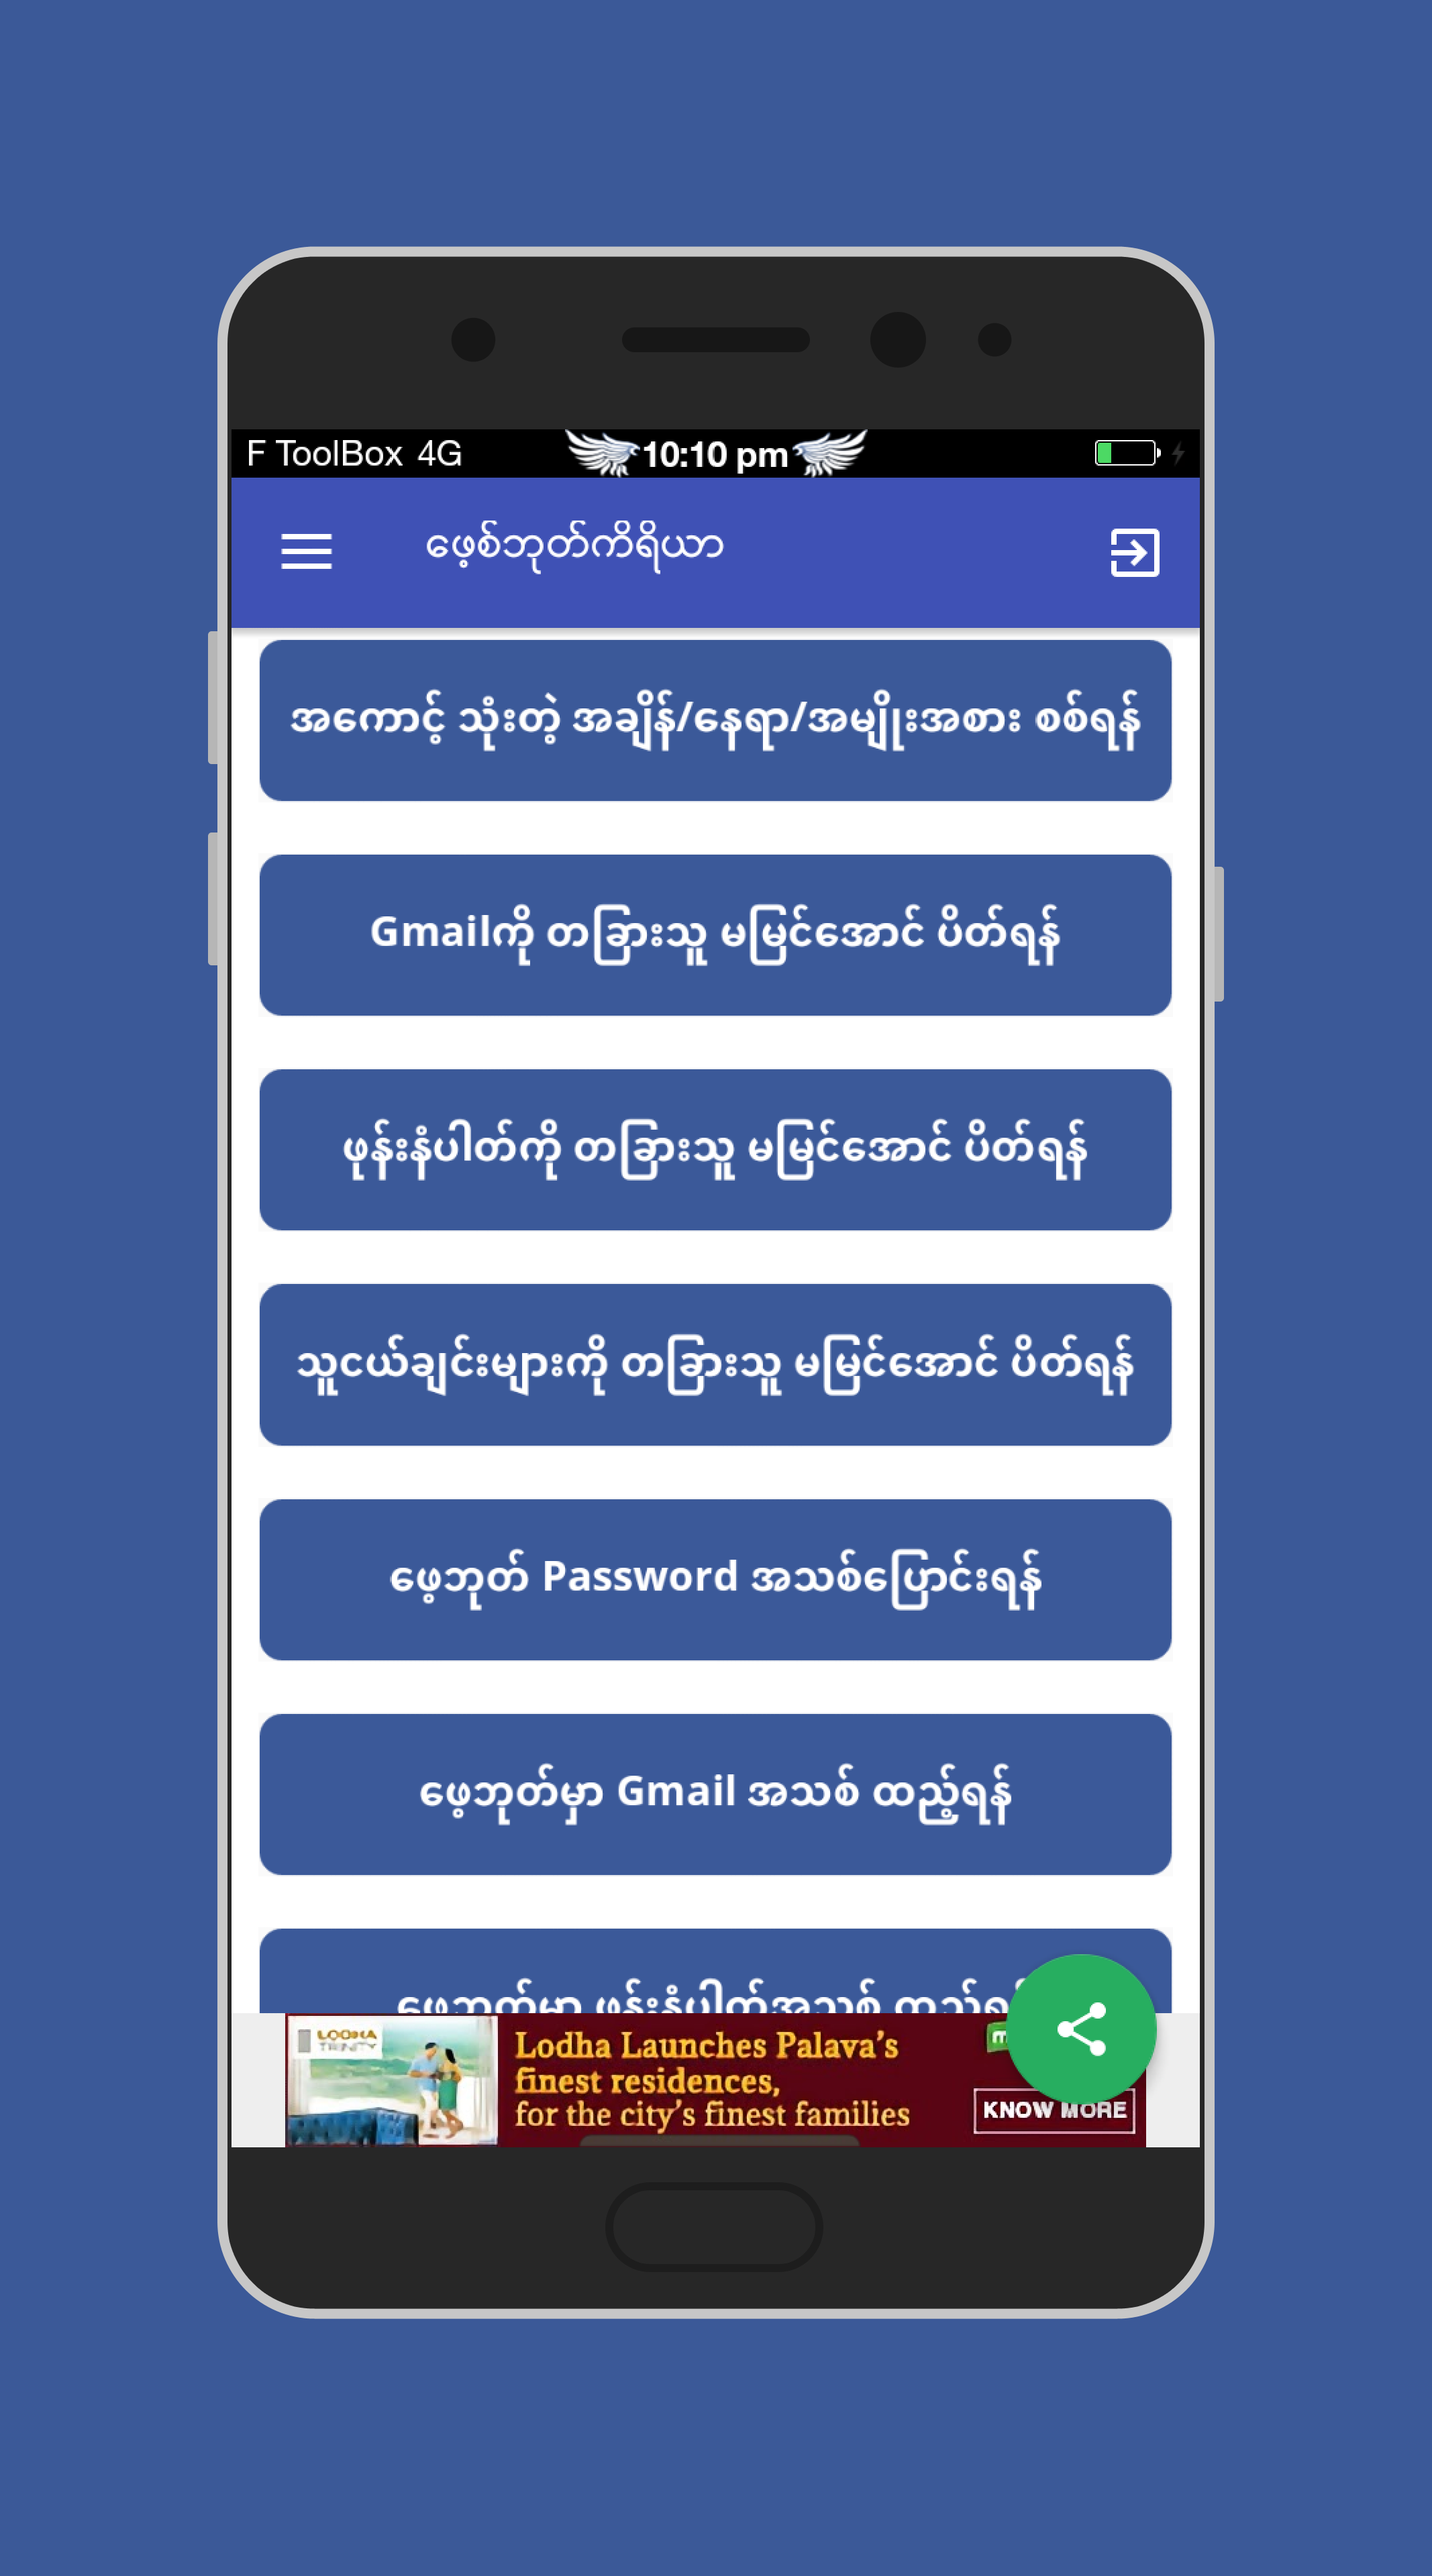 F ToolBox 4G
10:10 pm
ဖေ့စ်ဘုတ်ကိရိယာ
အကောင့် သုံးတဲ့ အချိန်/နေရာ/အမျိုးအစား စစ်ရန်
Gmailကို တခြားသူ မမြင်အောင် ပိတ်ရန်
ဖုန်းနံပါတ်ကို တခြားသူ မမြင်အောင် ပိတ်ရန်
သူငယ်ချင်းများကို တခြားသူ မမြင်အောင် ပိတ်ရန်
ဖေ့ဘုတ် Password အသစ်ပြောင်းရန်
ဖေ့ဘုတ်မှာ Gmail အသစ် ထည့်ရန်
ဖေ့ဘုတ်မှာ ဖုန်းနံပါတ်အသစ် ထည့်ရန်
LODHA
TRINITY
Lodha Launches Palava’s
finest residences,
for the city’s finest families
KNOW MORE